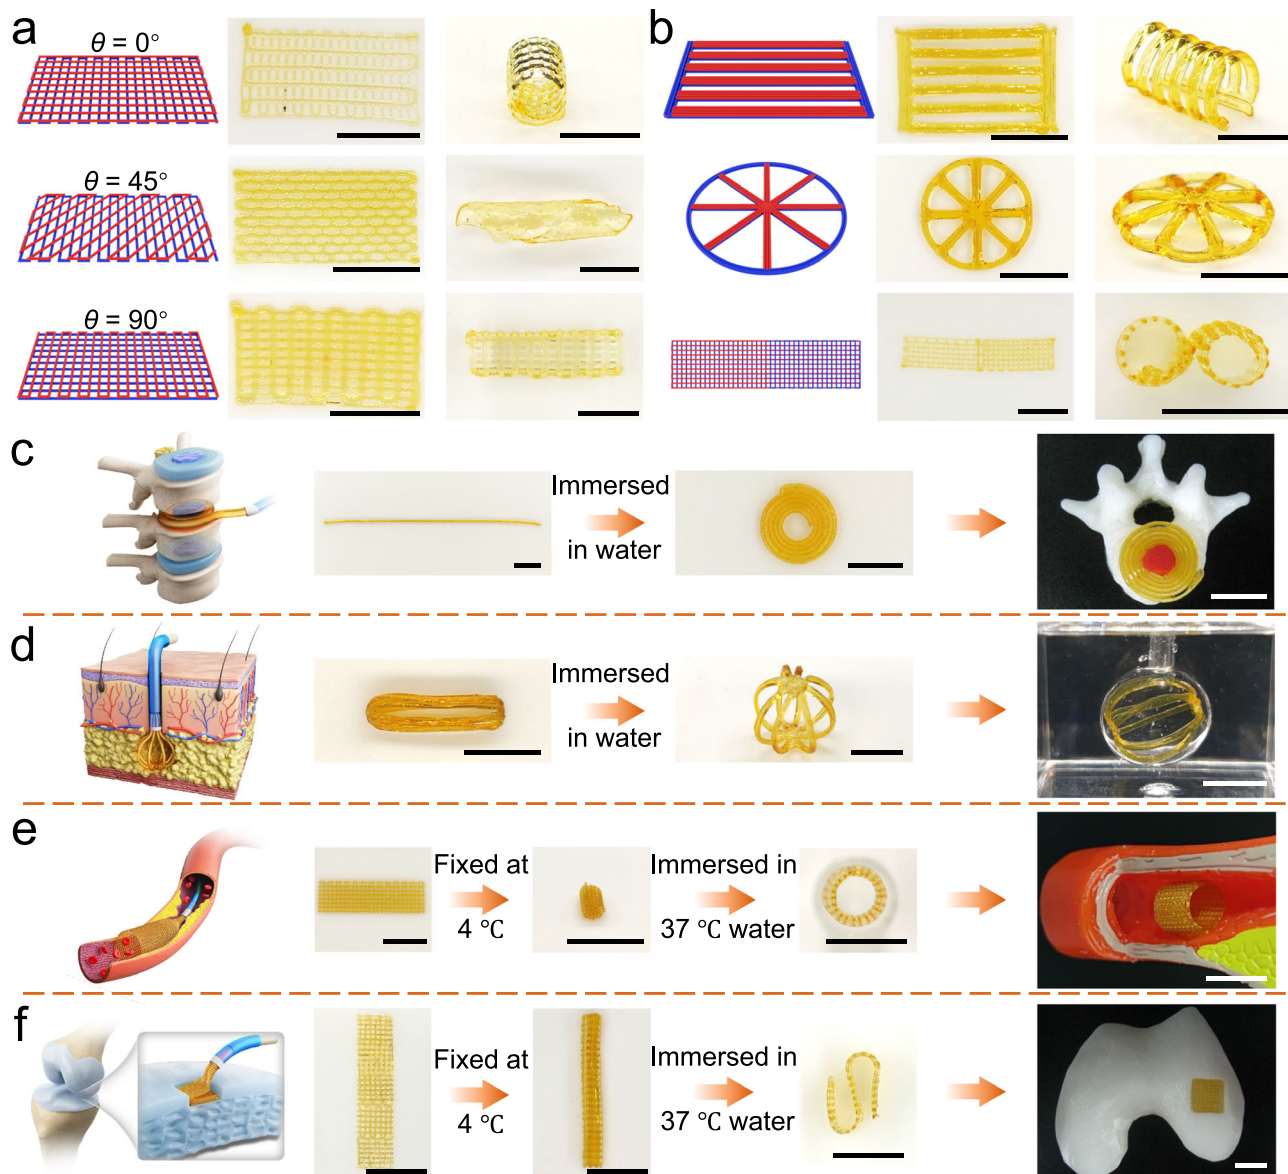 a
θ = 0°
θ = 45°
θ = 90°
b
c
Immersed
in water
d
Immersed
in water
e
Fixed at
4 ℃
Immersed in
37 ℃ water
f
Fixed at
4 ℃
Immersed in
37 ℃ water